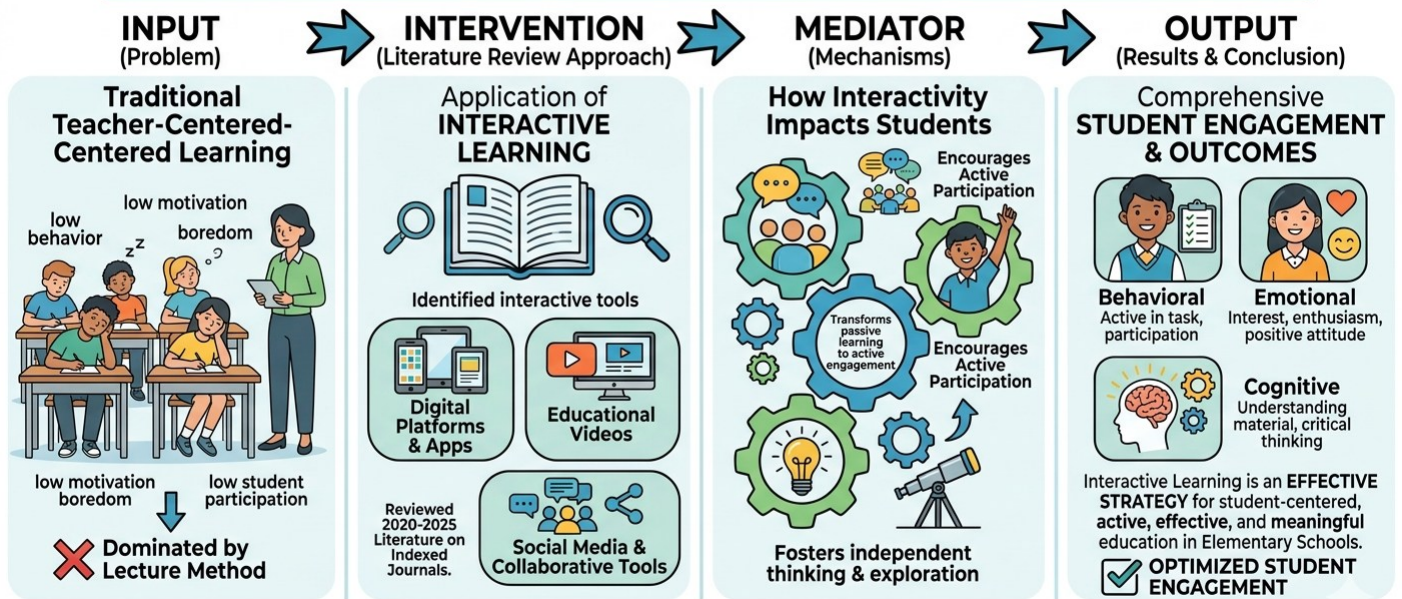 INPUT
(Problem)
Traditional
Teacher-Centered-
Centered Learning
low motivation
low
behavior
boredom
zz
low motivation
boredom
low student
participation
Dominated by
Lecture Method
INTERVENTION
(Literature Review Approach)
Application of
INTERACTIVE
LEARNING
Identified interactive tools
Digital
Platforms
& Apps
Educational
Videos
Reviewed
2020-2025
Literature on
Indexed
Journals.
Social Media &
Collaborative Tools
MEDIATOR
(Mechanisms)
How Interactivity
Impacts Students
Encourages
Active
Participation
Transforms
passive
learning
to active
engagement
Encourages
Active
Participation
Fosters independent
thinking & exploration
OUTPUT
(Results & Conclusion)
Comprehensive
STUDENT ENGAGEMENT
& OUTCOMES
Behavioral
Active in task,
participation
Emotional
Interest, enthusiasm,
positive attitude
Cognitive
Understanding
material, critical
thinking
Interactive Learning is an EFFECTIVE
STRATEGY for student-centered,
active, effective, and meaningful
education in Elementary Schools.
OPTIMIZED STUDENT
ENGAGEMENT